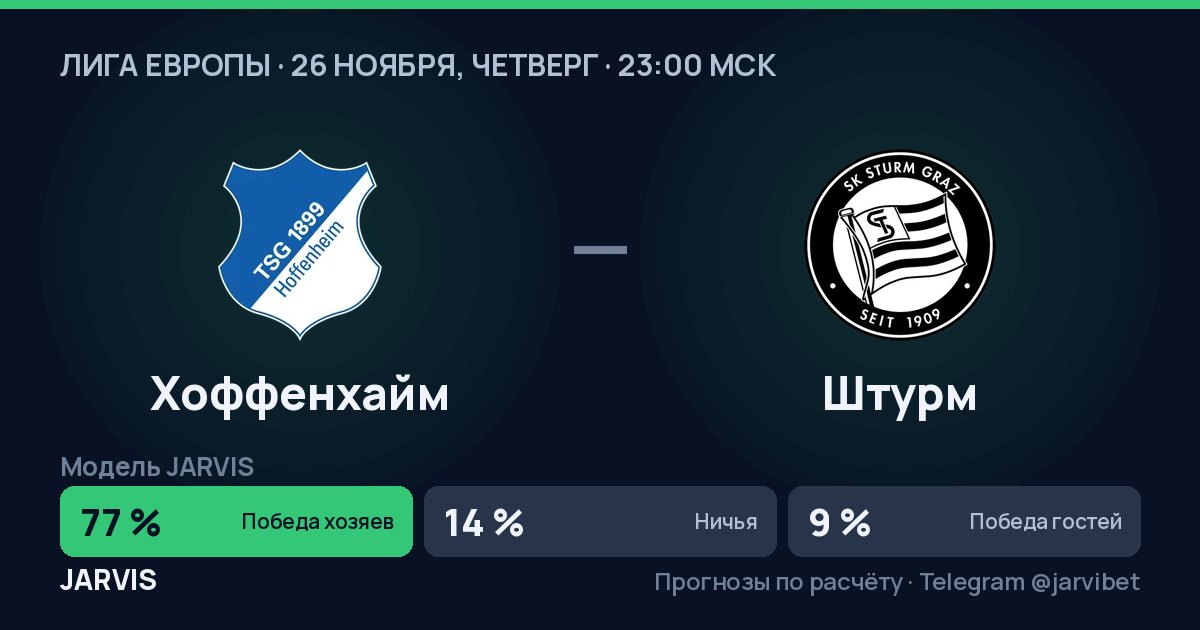 ЛИГА ЕВРОПЫ · 26 НОЯБРЯ, ЧЕТВЕРГ · 23:00 МСК
TSG 1899
Hoffenheim
SK STURM GRAZ
SEIT 1909
–
Хоффенхайм
Штурм
Модель JARVIS
77 % Победа хозяев
14 % Ничья
9 % Победа гостей
JARVIS
Прогнозы по расчёту · Telegram @jarvibet